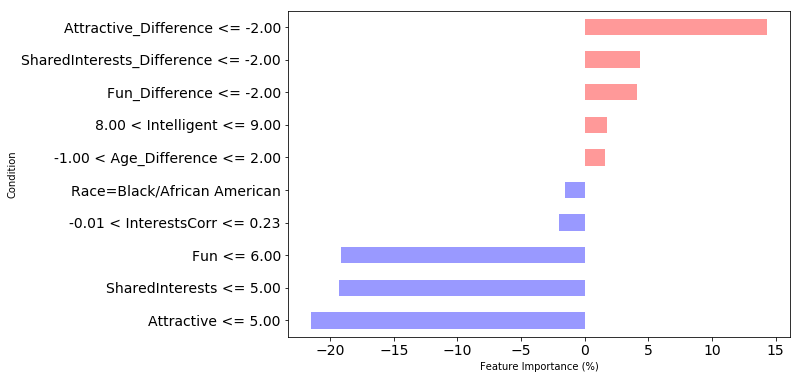 Attractive_Difference <= -2.00
SharedInterests_Difference <= -2.00
Fun_Difference <= -2.00
8.00 < Intelligent <= 9.00
-1.00 < Age_Difference <= 2.00
Race=Black/African American
-0.01 < InterestsCorr <= 0.23
Fun <= 6.00
SharedInterests <= 5.00
Attractive <= 5.00
Condition
−20 −15 −10 −5 0 5 10 15
Feature Importance (%)